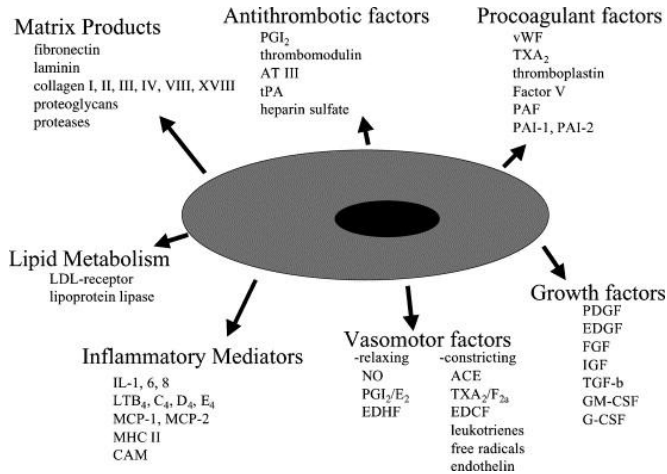 Matrix Products
fibronectin
laminin
collagen I, II, III, IV, VIII, XVIII
proteoglycans
proteases
Antithrombotic factors
PGI₂
thrombomodulin
AT III
tPA
heparin sulfate
Procoagulant factors
vWF
TXA₂
thromboplastin
Factor V
PAF
PAI-1, PAI-2
Lipid Metabolism
LDL-receptor
lipoprotein lipase
Inflammatory Mediators
IL-1, 6, 8
LTB₄, C₄, D₄, E₄
MCP-1, MCP-2
MHC II
CAM
Vasomotor factors
-relaxing
NO
PGI₂/E₂
EDHF
-constricting
ACE
TXA₂/F₂ₐ
EDCF
leukotrienes
free radicals
endothelin
Growth factors
PDGF
EDGF
FGF
IGF
TGF-b
GM-CSF
G-CSF